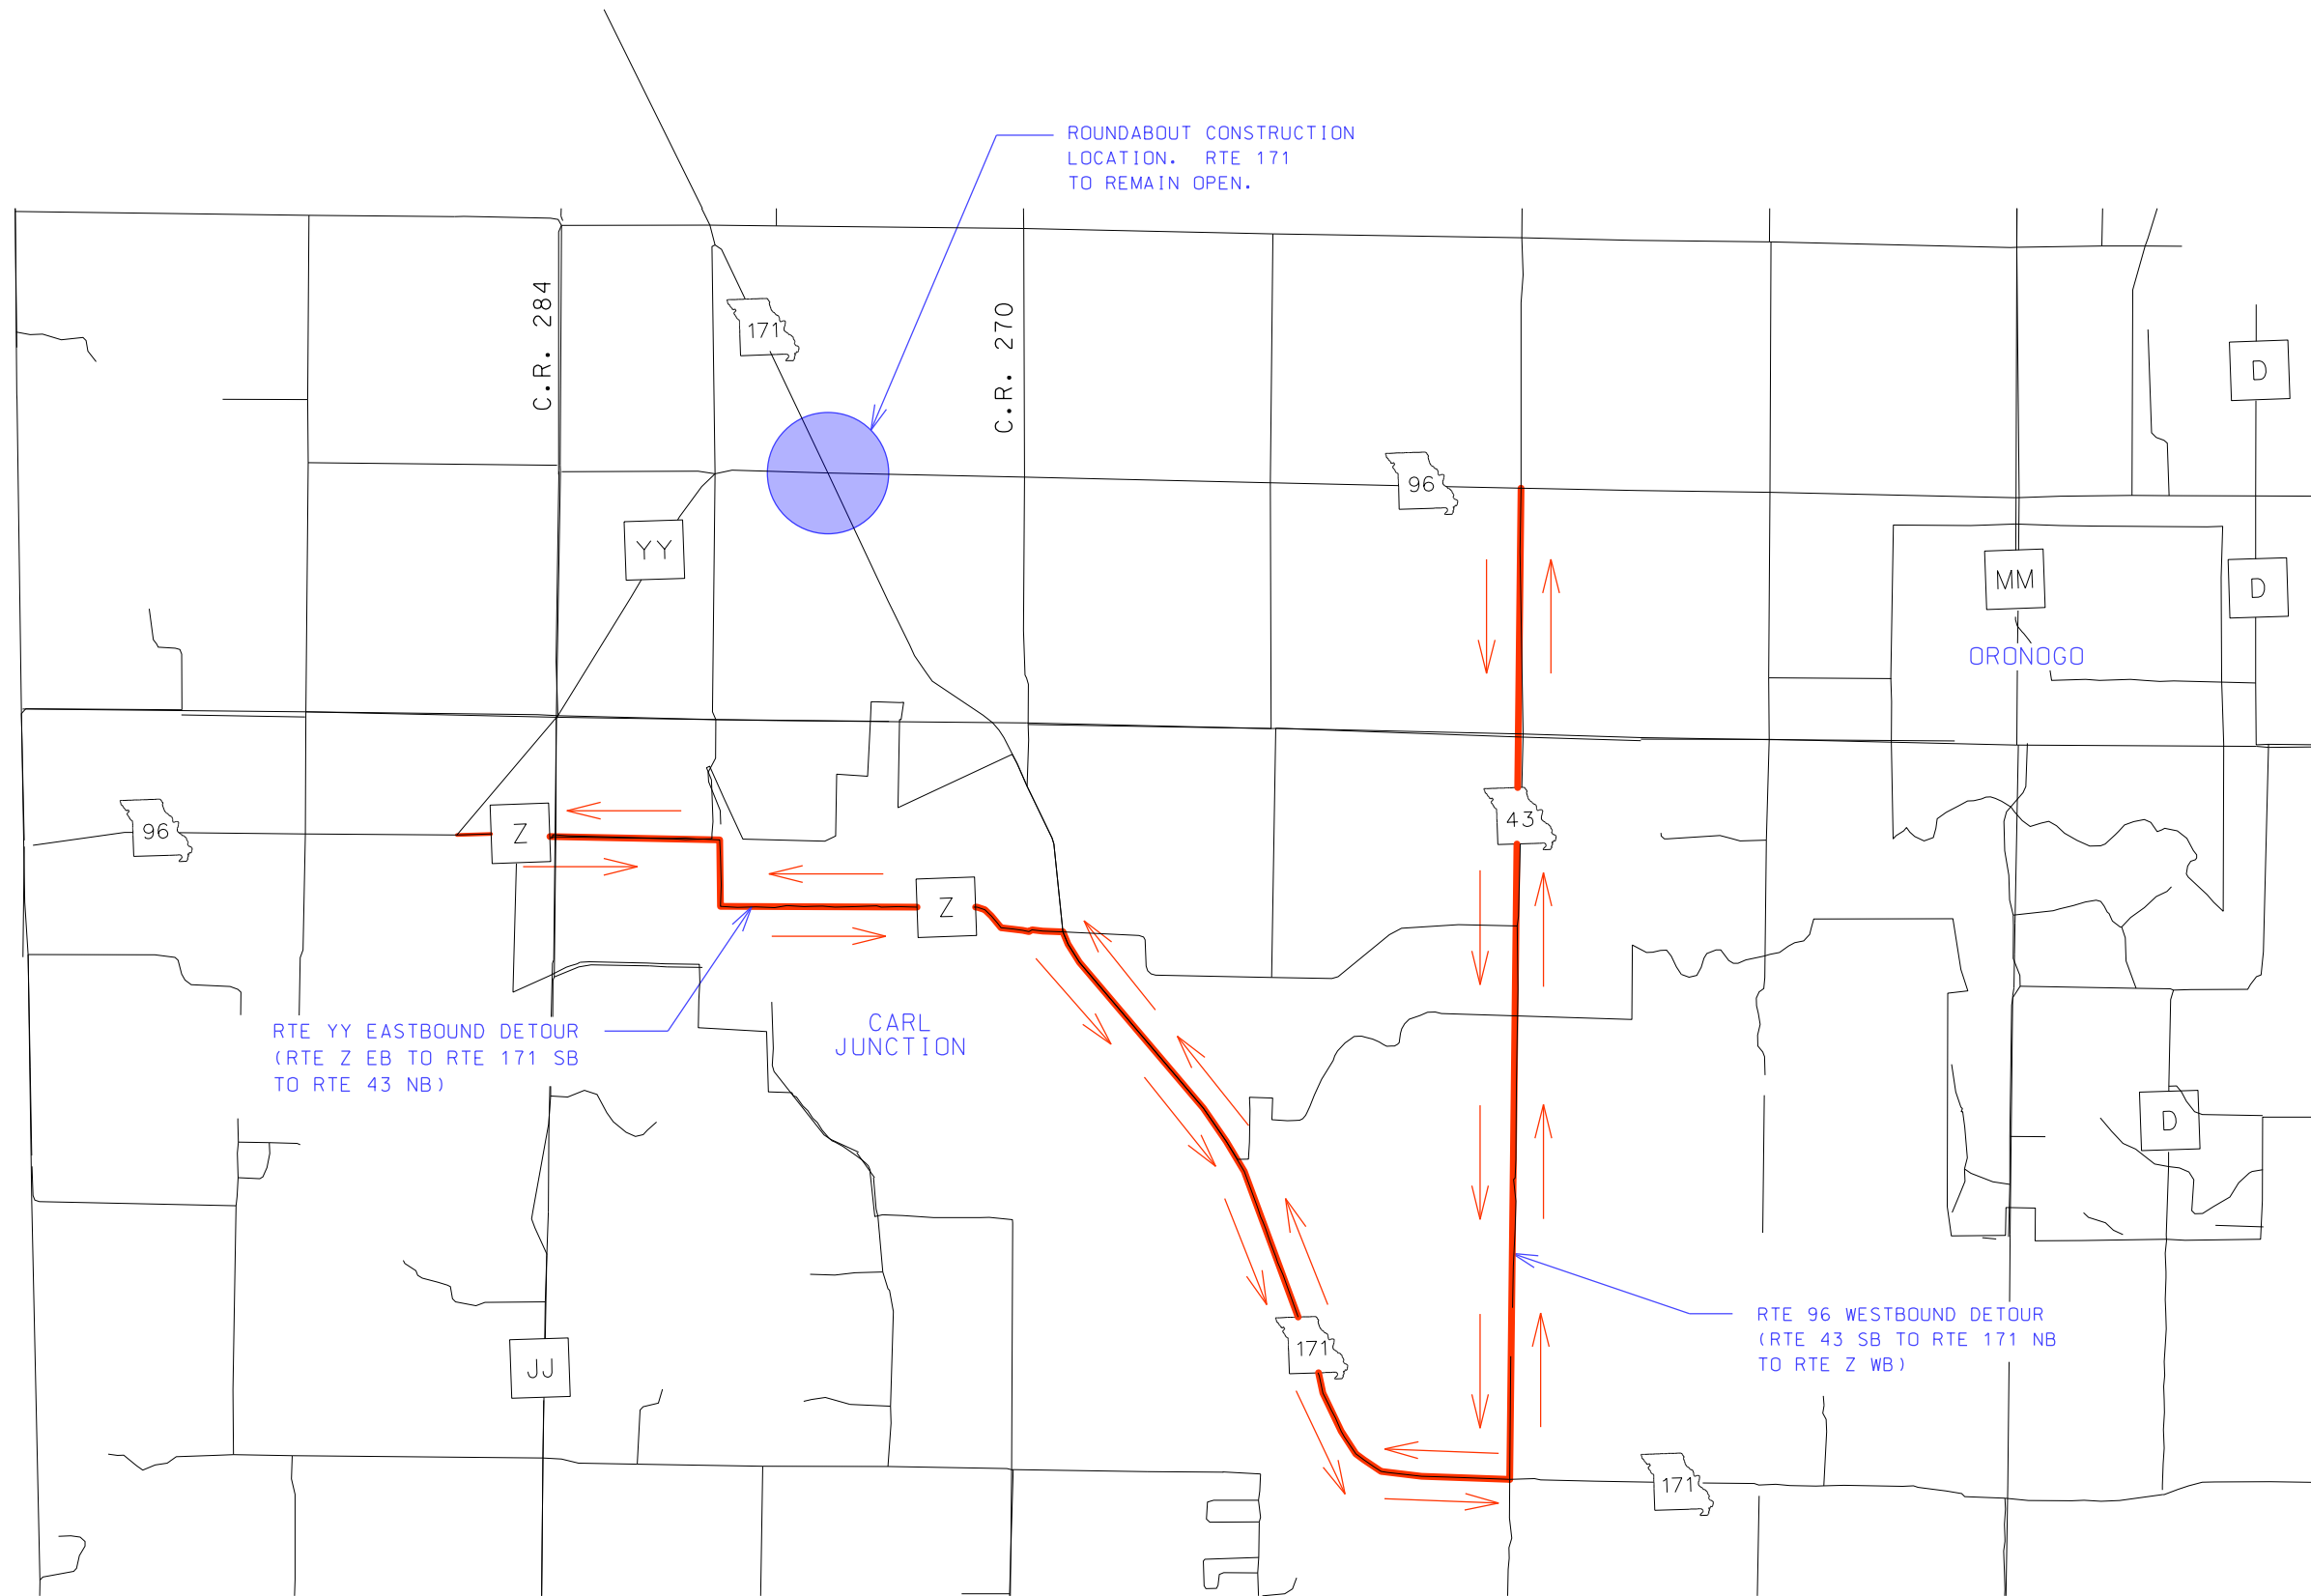 ROUNDABOUT CONSTRUCTION
LOCATION. RTE 171
TO REMAIN OPEN.
C.R. 284
171
C.R. 270
D
96
YY
MM
D
ORONOGO
96
Z
43
Z
CARL
JUNCTION
RTE YY EASTBOUND DETOUR
(RTE Z EB TO RTE 171 SB
TO RTE 43 NB)
D
JJ
171
RTE 96 WESTBOUND DETOUR
(RTE 43 SB TO RTE 171 NB
TO RTE Z WB)
171